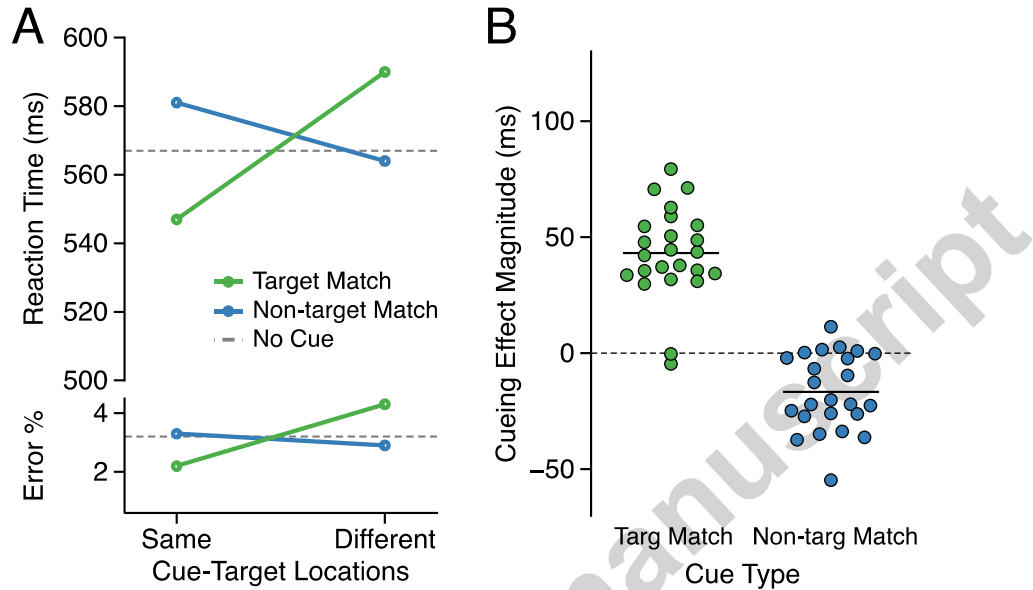 A
B
600
580
560
540
520
500
Reaction Time (ms)
Target Match
Non-target Match
No Cue
4
2
Error %
Same
Different
Cue-Target Locations
100
50
0
−50
Cueing Effect Magnitude (ms)
Targ Match
Non-targ Match
Cue Type
manuscript